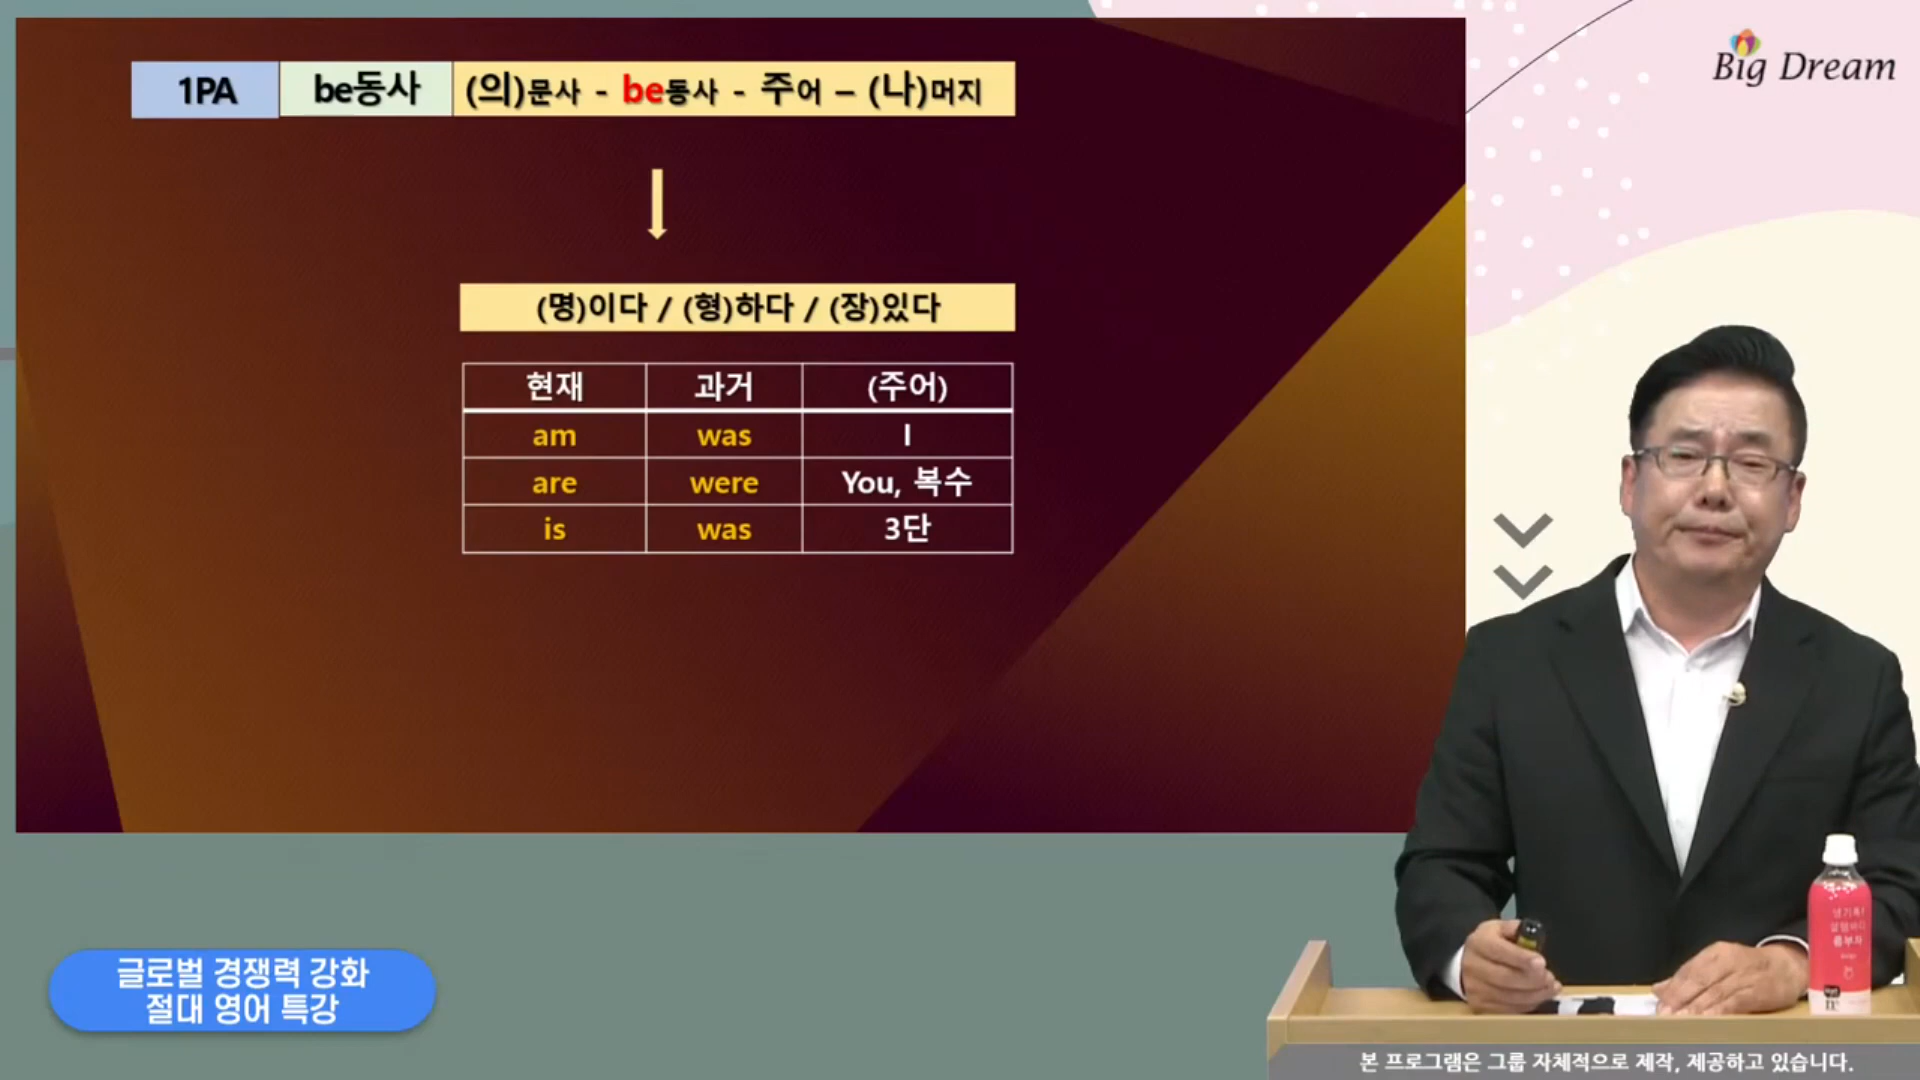 1PA be동사 (의)문사 - be동사 - 주어 – (나)머지
(명)이다 / (형)하다 / (장)있다
현재 과거 (주어)
am was I
are were You, 복수
is was 3단
Big Dream
글로벌 경쟁력 강화
절대 영어 특강
본 프로그램은 그룹 자체적으로 제작, 제공하고 있습니다.